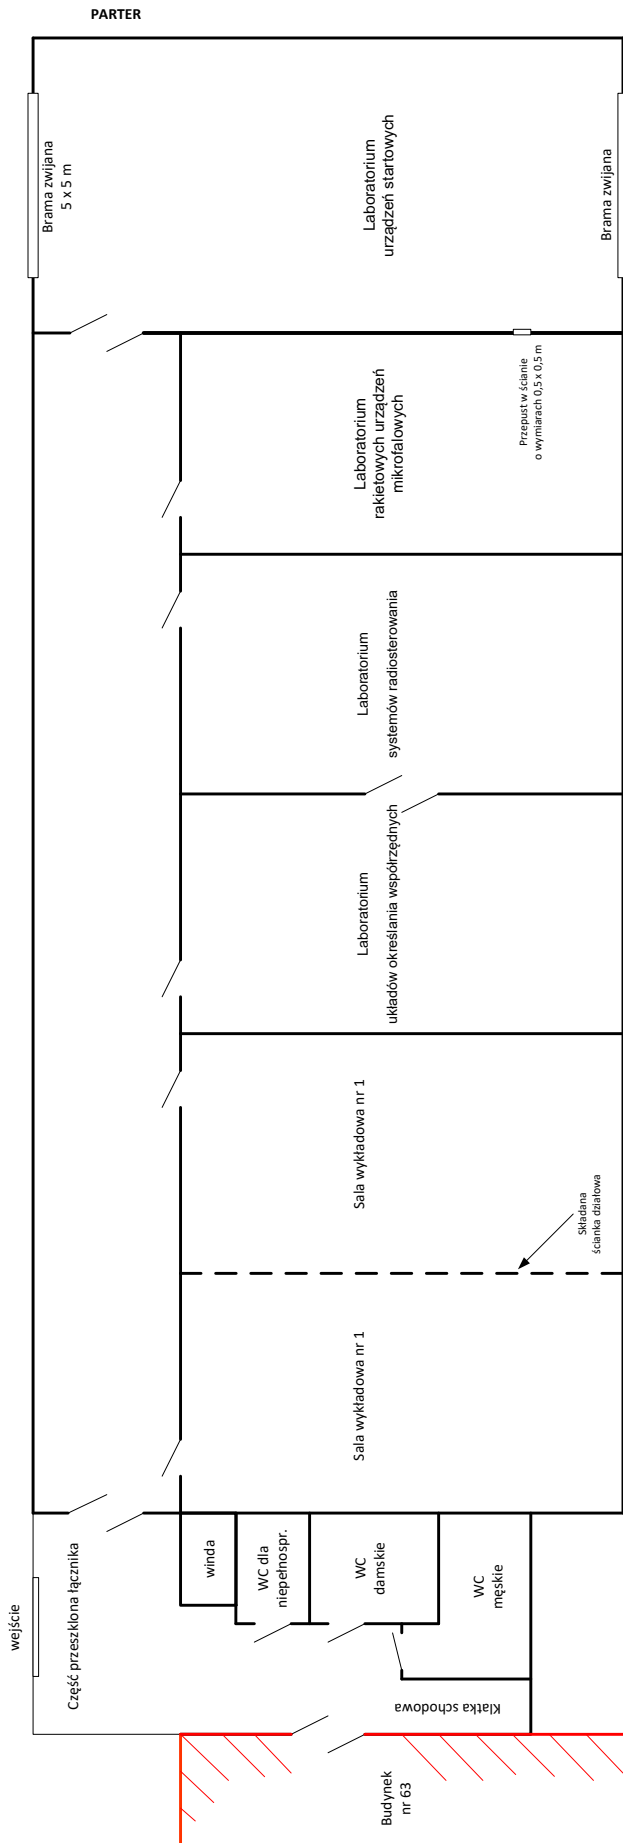 PARTER
Brama zwijana
5 x 5 m
Laboratorium
urządzeń startowych
Brama zwijana
Laboratorium
rakietowych urządzeń
mikrofalowych
Przepust w ścianie
o wymiarach 0,5 x 0,5 m
Laboratorium
systemów radiosterowania
Laboratorium
układów określania współrzędnych
Sala wykładowa nr 1
Składana
ścianka działowa
Sala wykładowa nr 1
wejście
Część przeszklona łącznika
winda
WC dla
niepełnospr.
WC
damskie
WC
męskie
Klatka schodowa
Budynek
nr 63